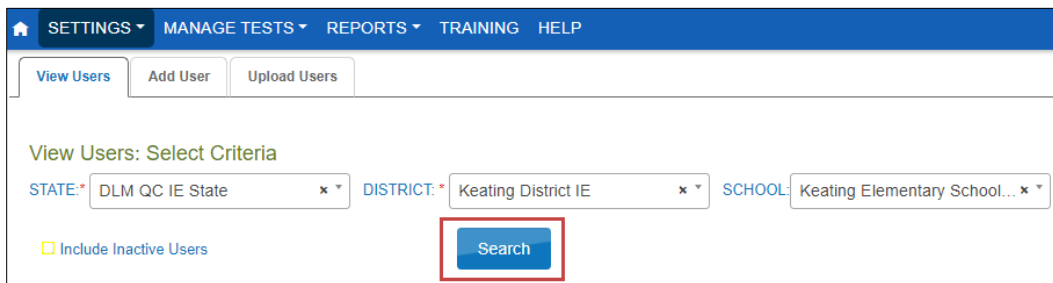 SETTINGS MANAGE TESTS REPORTS TRAINING HELP
View Users Add User Upload Users
View Users: Select Criteria
STATE:* DLM QC IE State DISTRICT: * Keating District IE SCHOOL: Keating Elementary School...
Include Inactive Users Search